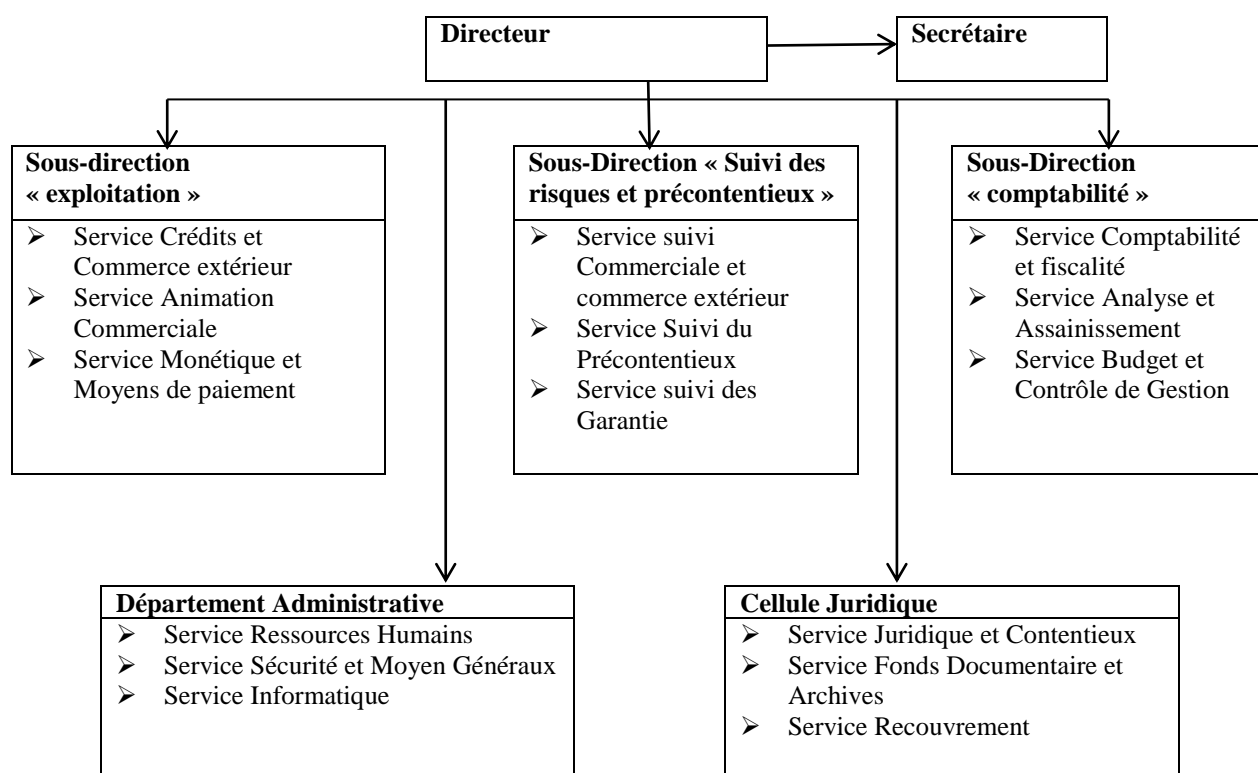 Directeur
Secrétaire
Sous-direction
« exploitation »
➢ Service Crédits et
Commerce extérieur
➢ Service Animation
Commerciale
➢ Service Monétique et
Moyens de paiement
Sous-Direction « Suivi des
risques et précontentieux »
➢ Service suivi
Commerciale et
commerce extérieur
➢ Service Suivi du
Précontentieux
➢ Service suivi des
Garantie
Sous-Direction
« comptabilité »
➢ Service Comptabilité
et fiscalité
➢ Service Analyse et
Assainissement
➢ Service Budget et
Contrôle de Gestion
Département Administrative
➢ Service Ressources Humains
➢ Service Sécurité et Moyen Généraux
➢ Service Informatique
Cellule Juridique
➢ Service Juridique et Contentieux
➢ Service Fonds Documentaire et
Archives
➢ Service Recouvrement